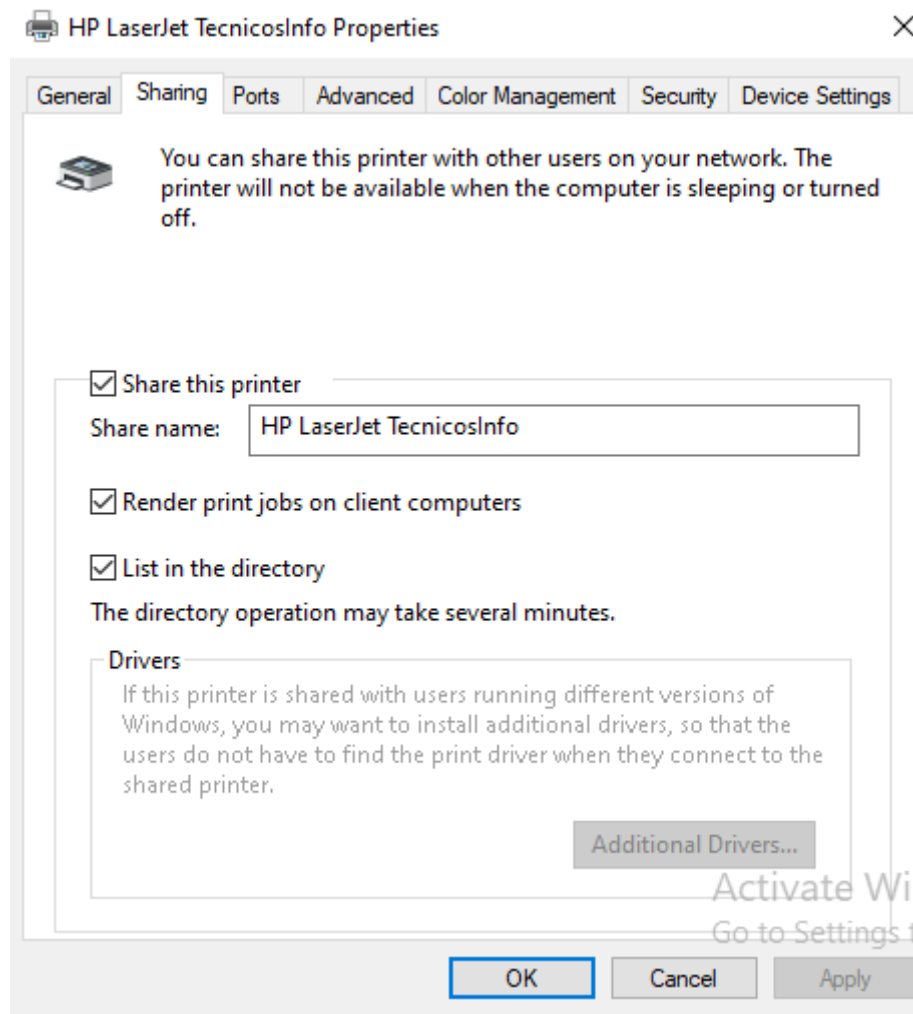 HP LaserJet TecnicosInfo Properties
General Sharing Ports Advanced Color Management Security Device Settings
You can share this printer with other users on your network. The
printer will not be available when the computer is sleeping or turned
off.
Share this printer
Share name: HP LaserJet TecnicosInfo
Render print jobs on client computers
List in the directory
The directory operation may take several minutes.
Drivers
If this printer is shared with users running different versions of
Windows, you may want to install additional drivers, so that the
users do not have to find the print driver when they connect to the
shared printer.
Additional Drivers...
Activate Wi
Go to Settings t
OK Cancel Apply